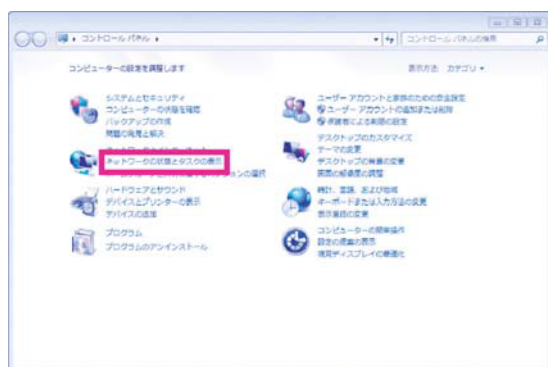 コントロール パネル
コントロール パネルの検索
コンピューターの設定を調整します
表示方法: カテゴリ
システムとセキュリティ
コンピューターの状態を確認
バックアップの作成
問題の発見と解決
ネットワークの状態とタスクの表示
ハードウェアとサウンド
デバイスとプリンターの表示
デバイスの追加
プログラム
プログラムのアンインストール
ユーザー アカウントと家族のための安全設定
ユーザー アカウントの追加または削除
保護者による制限の設定
デスクトップのカスタマイズ
テーマの変更
デスクトップの背景の変更
画面の解像度の調整
時計、言語、および地域
キーボードまたは入力方法の変更
表示言語の変更
コンピューターの簡単操作
設定の提案の表示
視覚ディスプレイの最適化